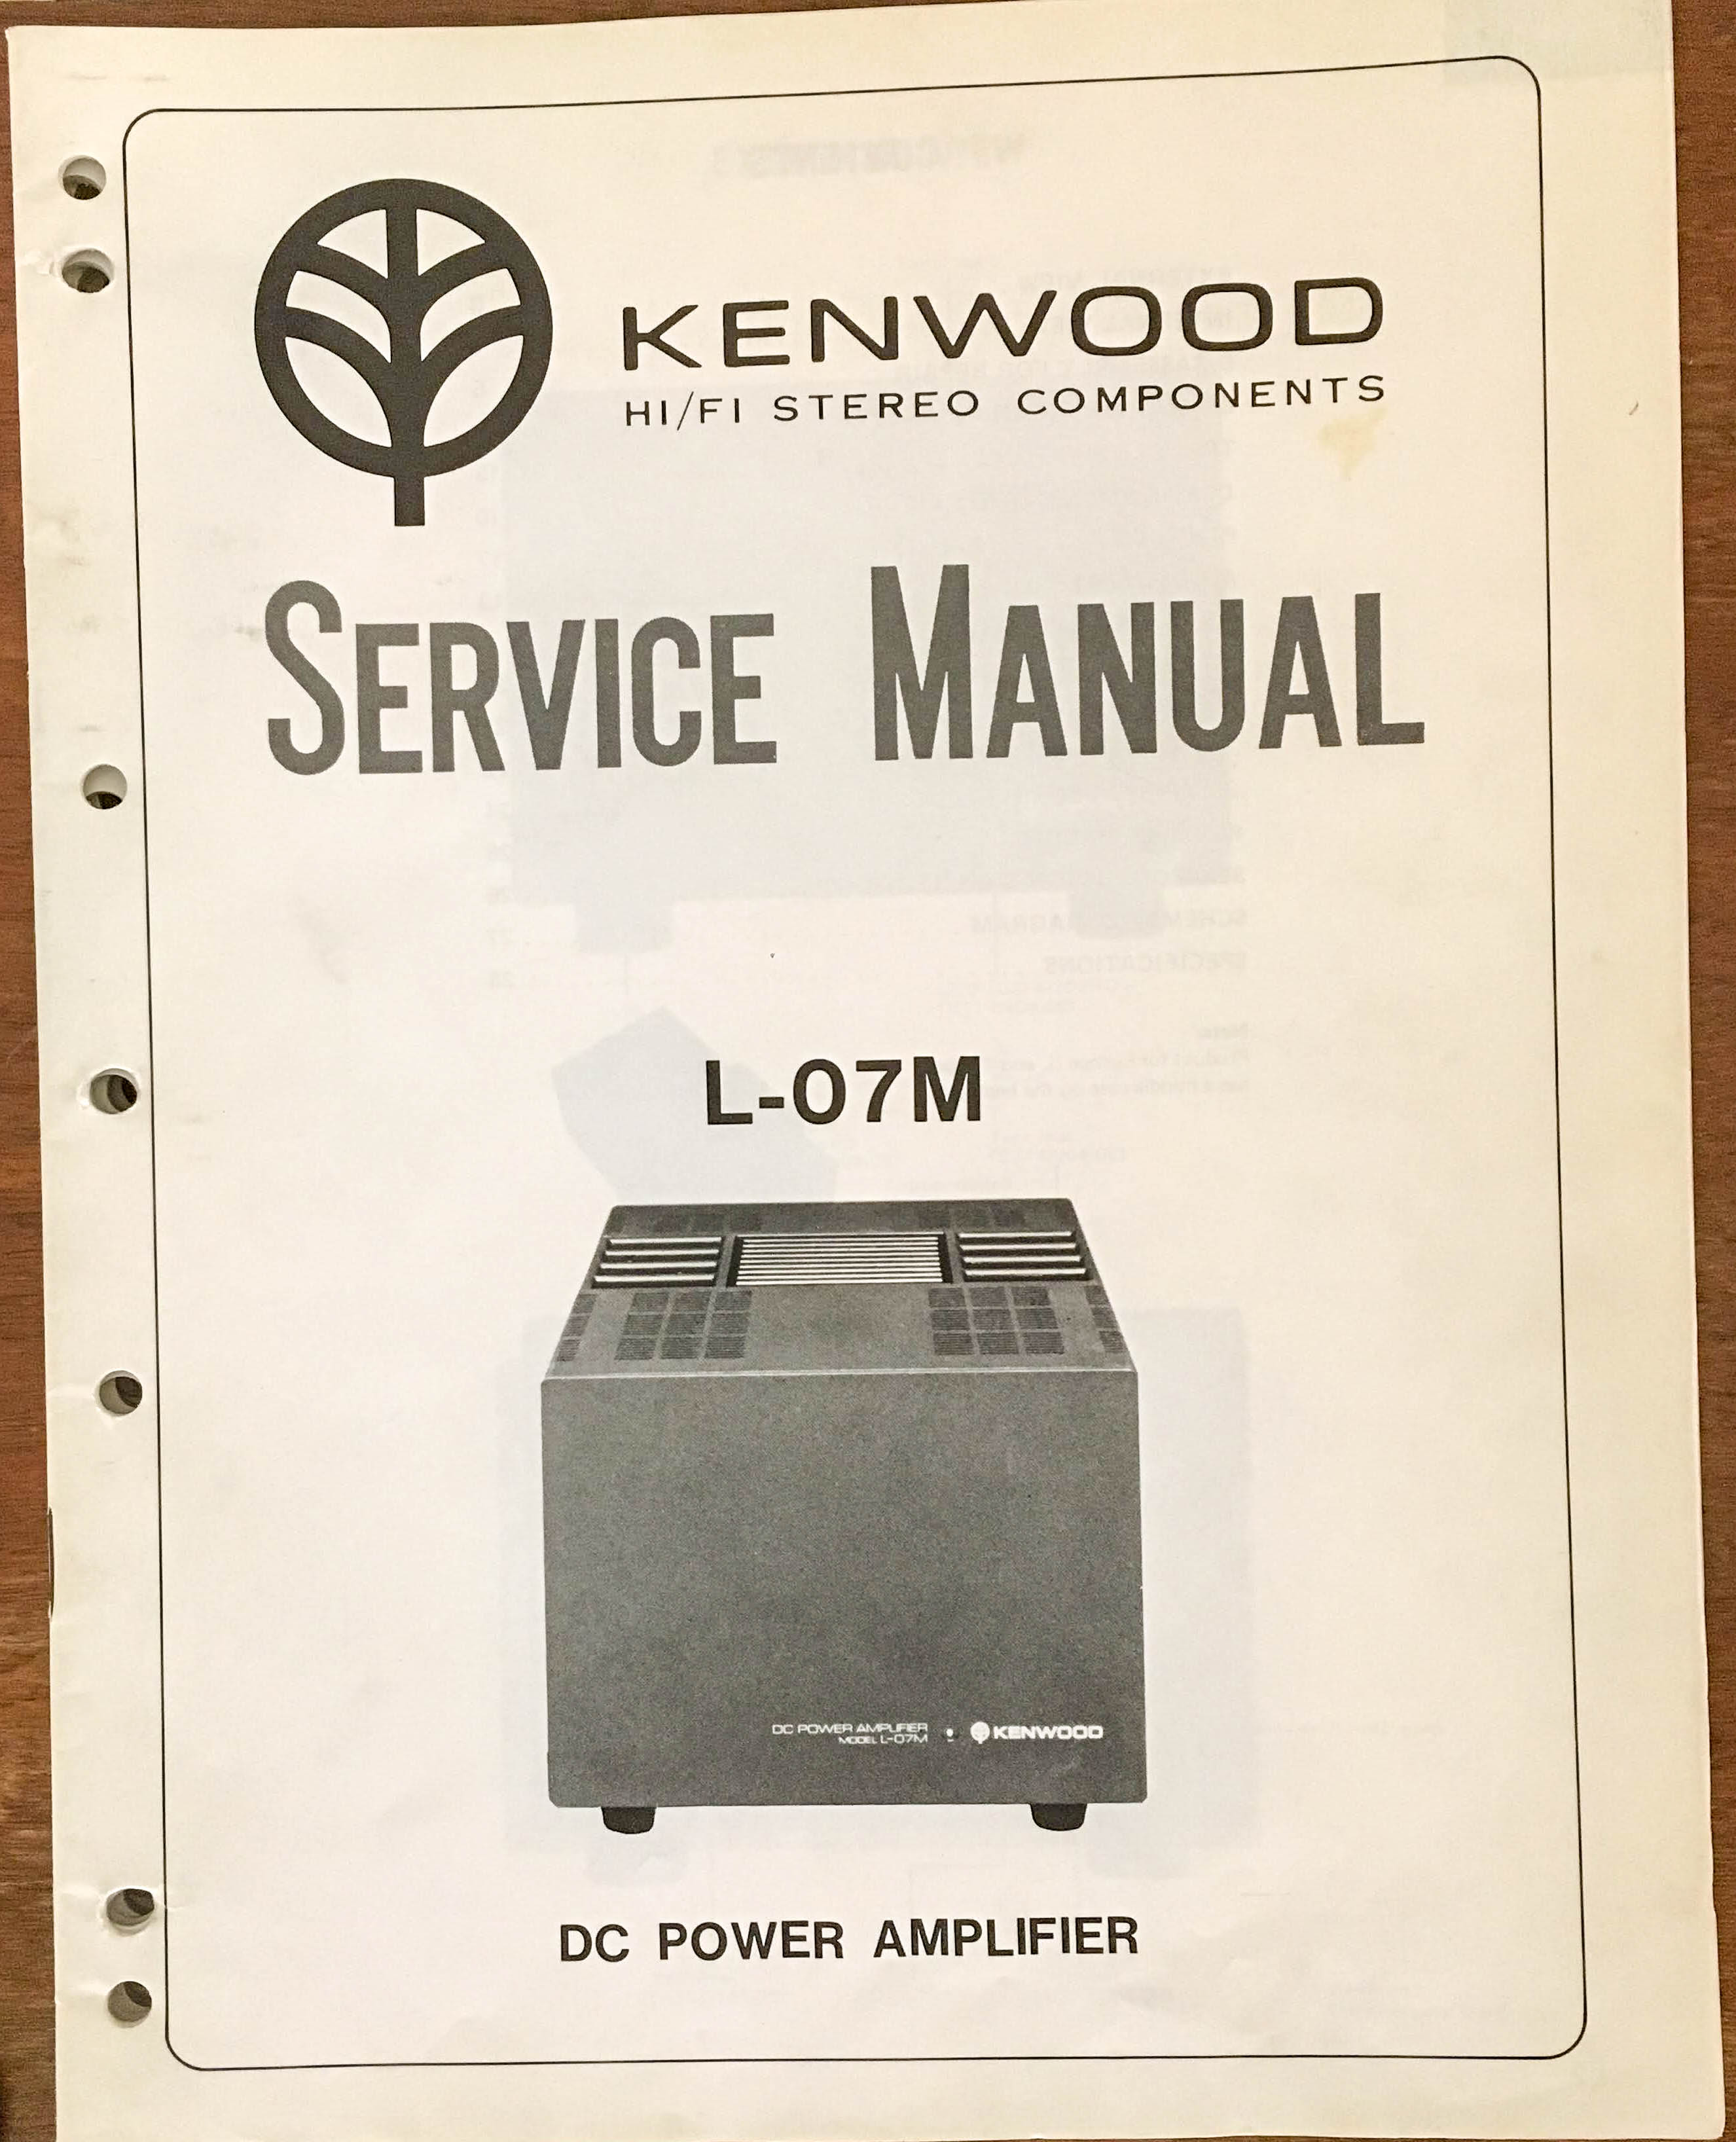 KENWOOD
HI/FI STEREO COMPONENTS
SERVICE MANUAL
L-07M
DC POWER AMPLIFIER
MODEL L-07M
KENWOOD
DC POWER AMPLIFIER